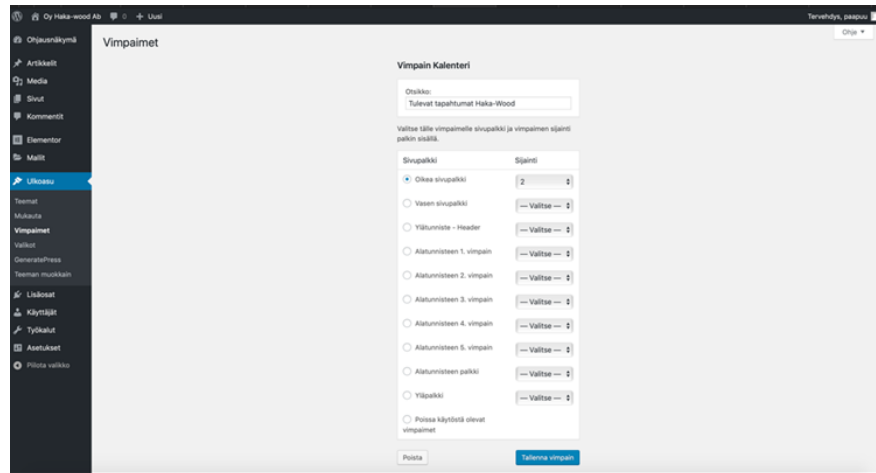 Oy Haka-wood Ab 0 + Uusi
Tervehdys, paapuu
Ohje ▼
Ohjausnäkymä
Artikkelit
Media
Sivut
Kommentit
Elementor
Mallit
Ulkoasu
Teemat
Mukauta
Vimpaimet
Valikot
GeneratePress
Teeman muokkain
Lisäosat
Käyttäjät
Työkalut
Asetukset
Piilota valikko
Vimpaimet
Vimpain Kalenteri
Otsikko:
Tulevat tapahtumat Haka-Wood
Valitse tälle vimpaimelle sivupalkki ja vimpaimen sijainti
palkin sisällä.
Sivupalkki Sijainti
Oikea sivupalkki 2
Vasen sivupalkki — Valitse —
Ylätunniste - Header — Valitse —
Alatunnisteen 1. vimpain — Valitse —
Alatunnisteen 2. vimpain — Valitse —
Alatunnisteen 3. vimpain — Valitse —
Alatunnisteen 4. vimpain — Valitse —
Alatunnisteen 5. vimpain — Valitse —
Alatunnisteen palkki — Valitse —
Yläpalkki — Valitse —
Poissa käytöstä olevat
vimpaimet
Poista Tallenna vimpain